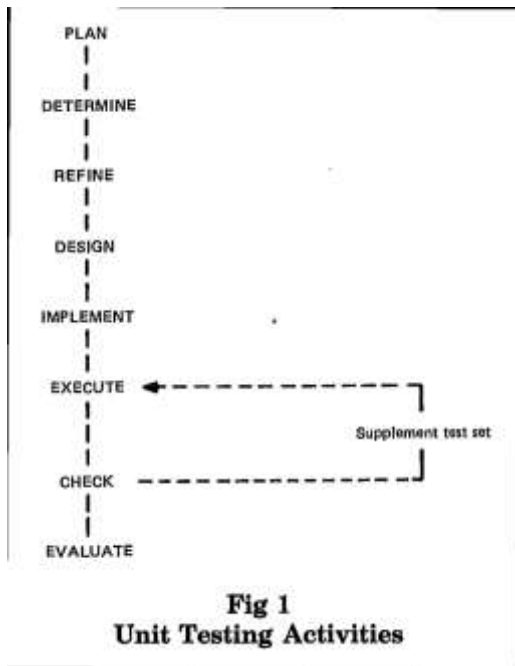 PLAN
DETERMINE
REFINE
DESIGN
IMPLEMENT
EXECUTE
Supplement test set
CHECK
EVALUATE
Fig 1
Unit Testing Activities